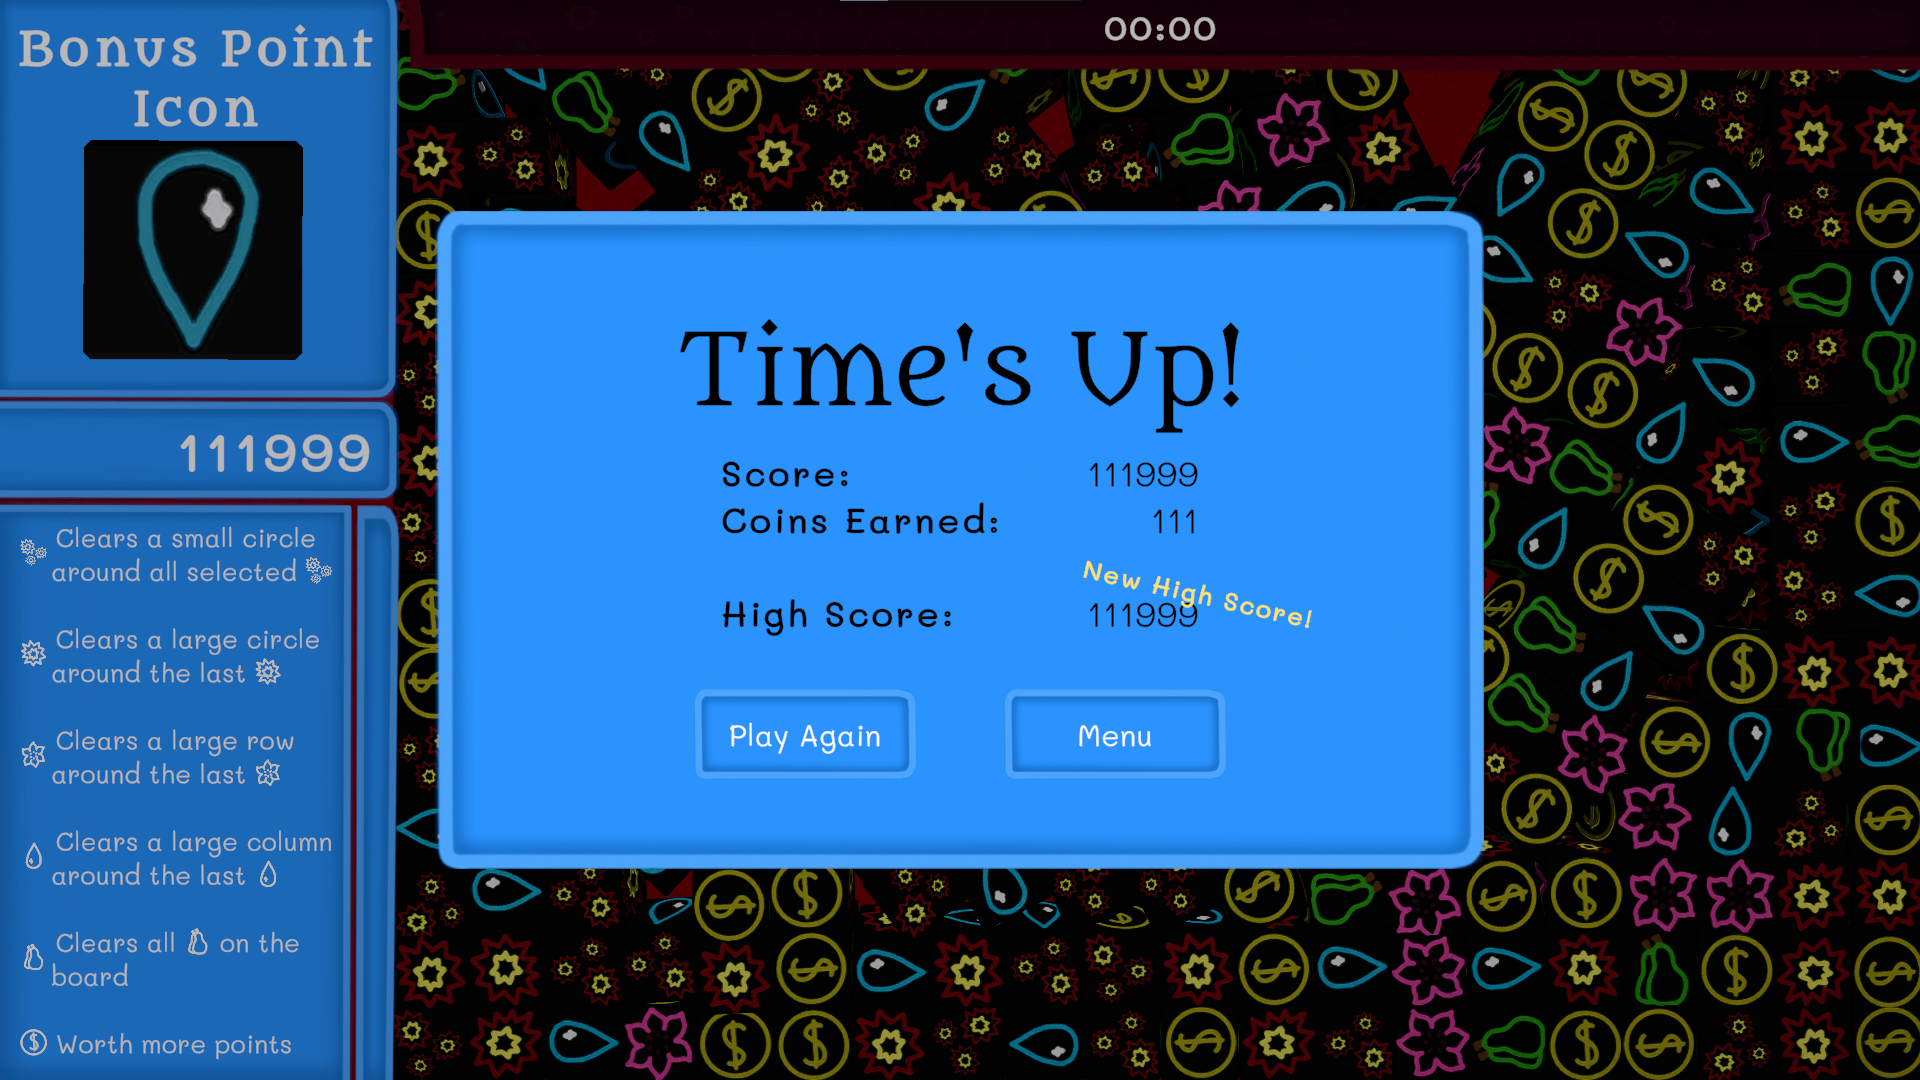 Bonus Point
Icon
00:00
111999
Clears a small circle
around all selected
Clears a large circle
around the last
Clears a large row
around the last
Clears a large column
around the last
Clears all on the
board
Worth more points
Time's Up!
Score: 111999
Coins Earned: 111
New High Score!
High Score: 111999
Play Again
Menu